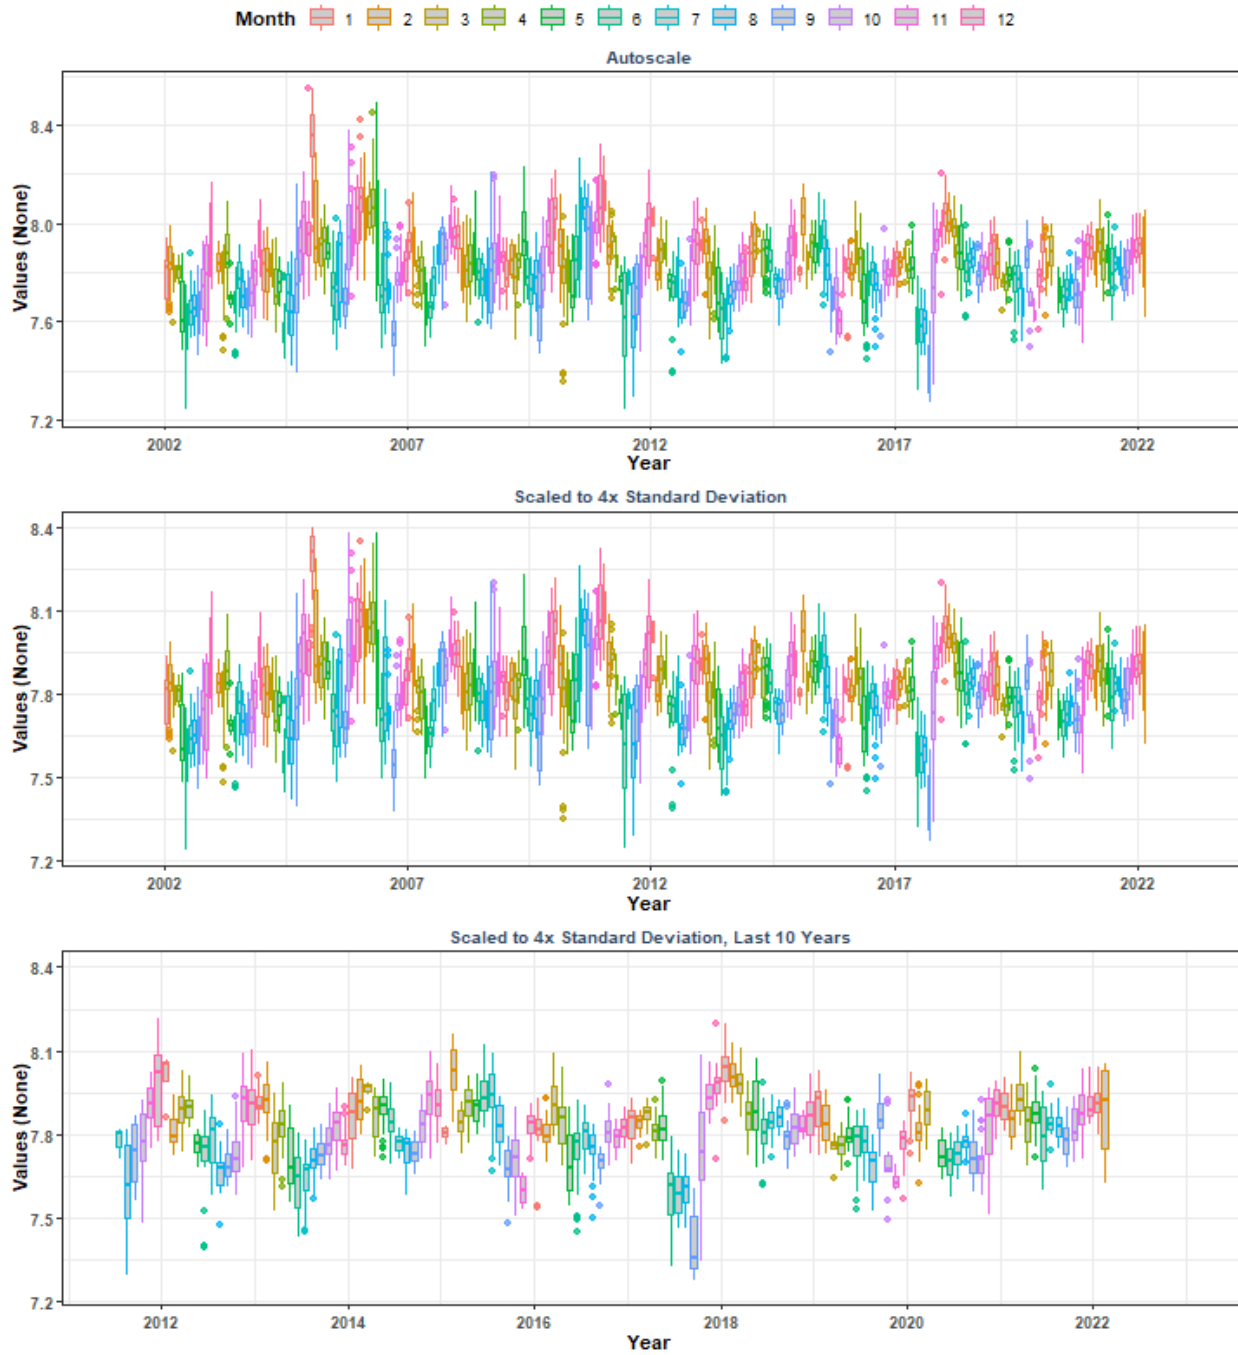 Month 1 2 3 4 5 6 7 8 9 10 11 12
Autoscale
Values (None)
8.4
8.0
7.6
7.2
2002 2007 2012 2017 2022
Year
Scaled to 4x Standard Deviation
Values (None)
8.4
8.1
7.8
7.5
7.2
2002 2007 2012 2017 2022
Year
Scaled to 4x Standard Deviation, Last 10 Years
Values (None)
8.4
8.1
7.8
7.5
7.2
2012 2014 2016 2018 2020 2022
Year